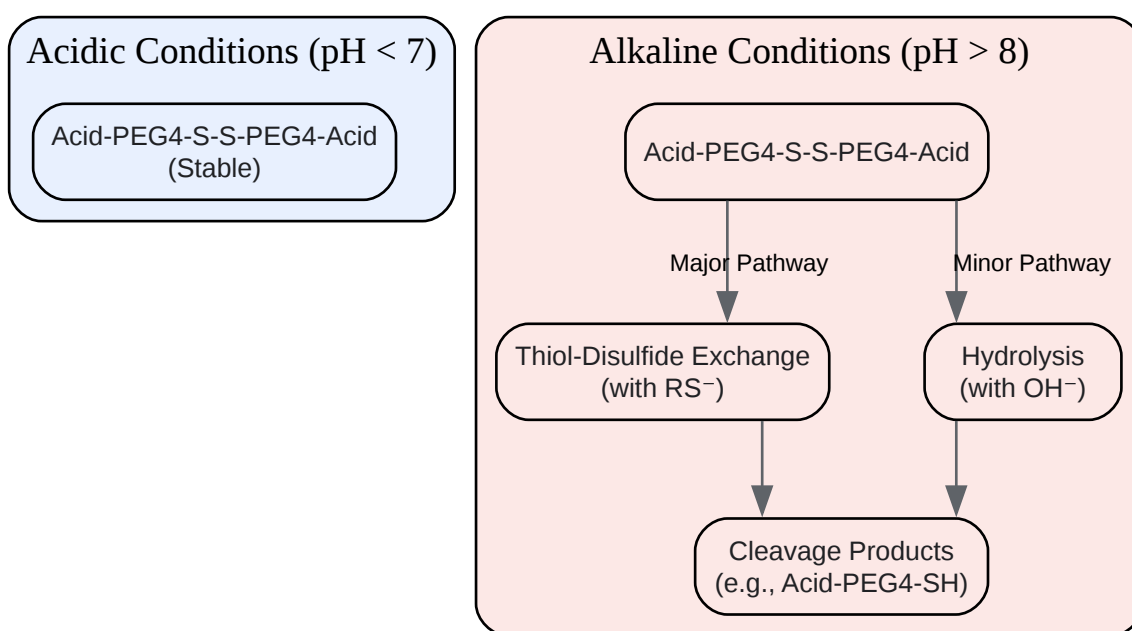 Acidic Conditions (pH < 7)
Acid-PEG4-S-S-PEG4-Acid
(Stable)
Alkaline Conditions (pH > 8)
Acid-PEG4-S-S-PEG4-Acid
Major Pathway
Minor Pathway
Thiol-Disulfide Exchange
(with RS⁻)
Hydrolysis
(with OH⁻)
Cleavage Products
(e.g., Acid-PEG4-SH)